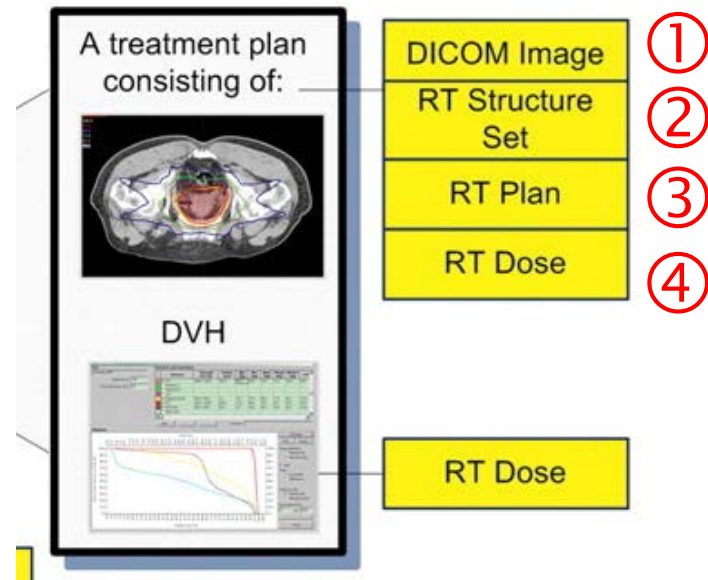 A treatment plan
consisting of:
DICOM Image
①
RT Structure
Set
②
RT Plan
③
RT Dose
④
DVH
RT Dose